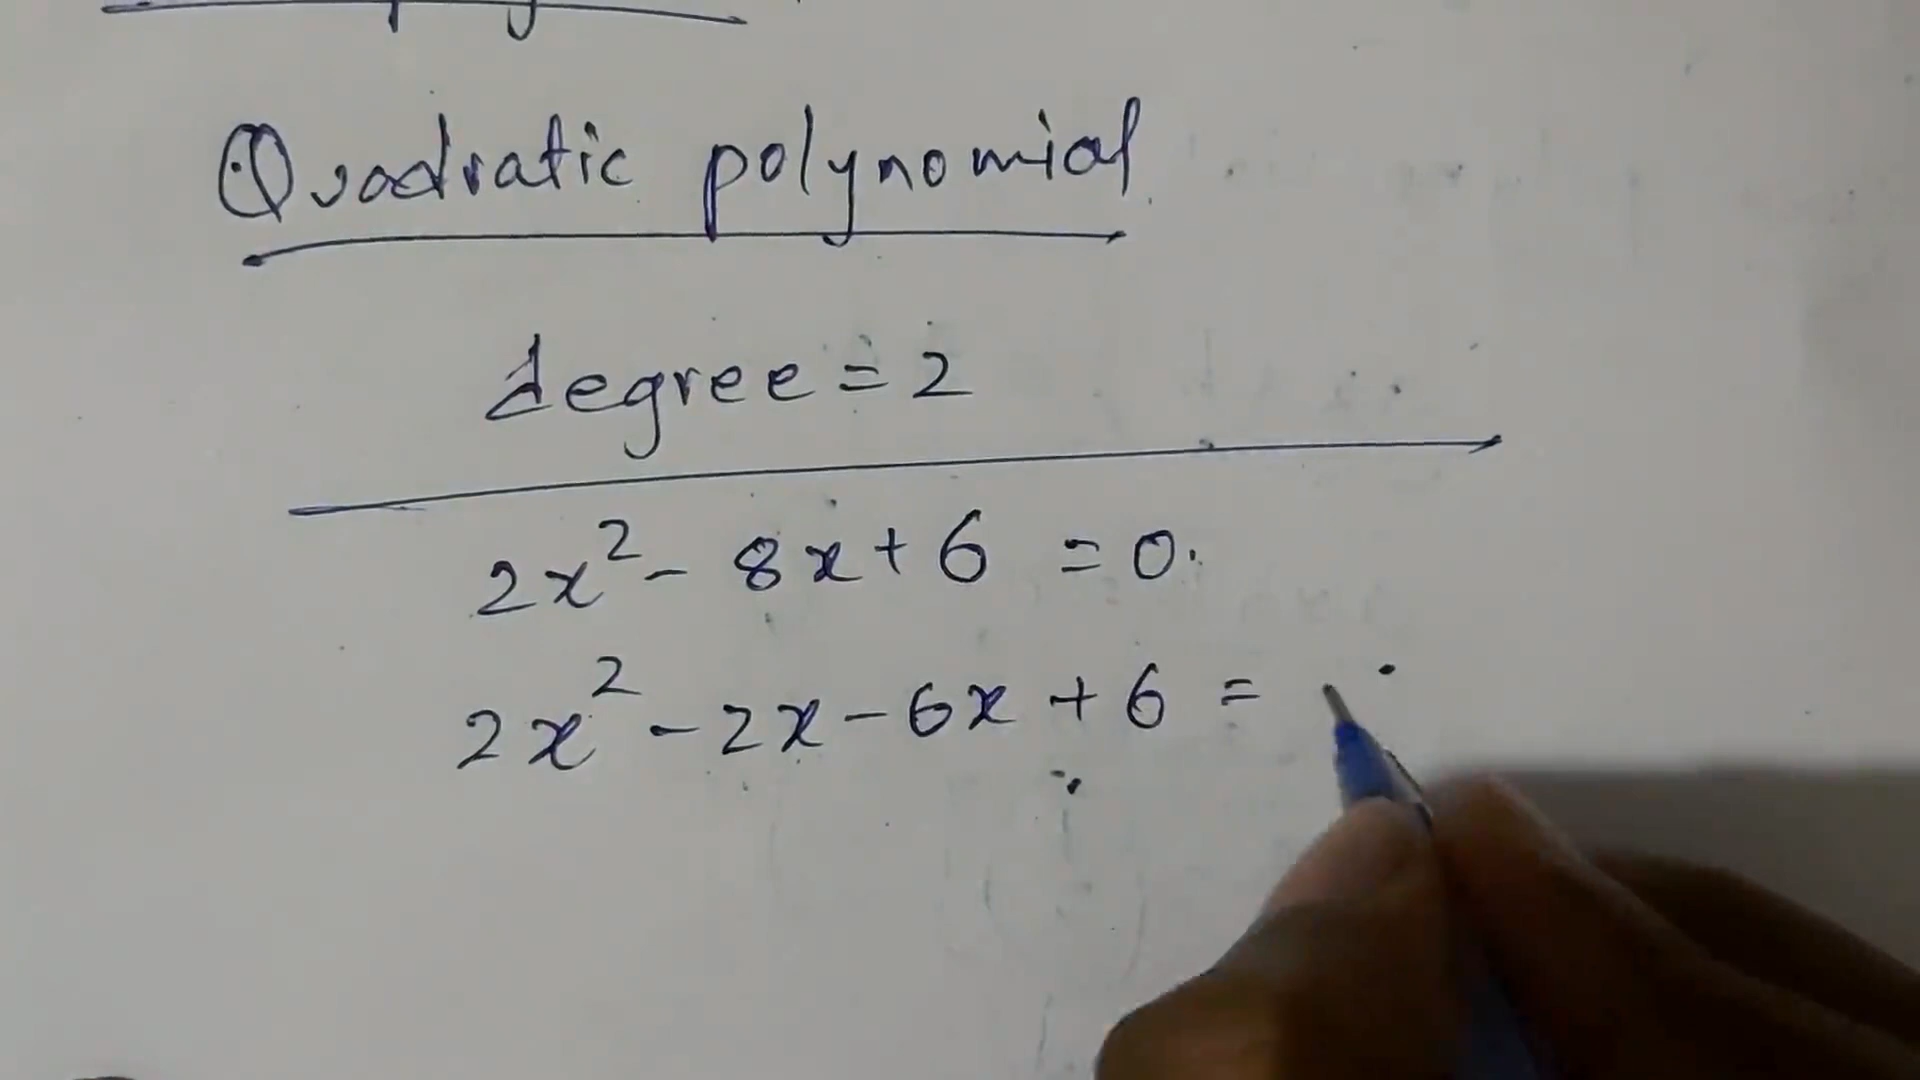 Quadratic polynomial
degree = 2
2x² - 8x + 6 = 0.
2x² - 2x - 6x + 6 =